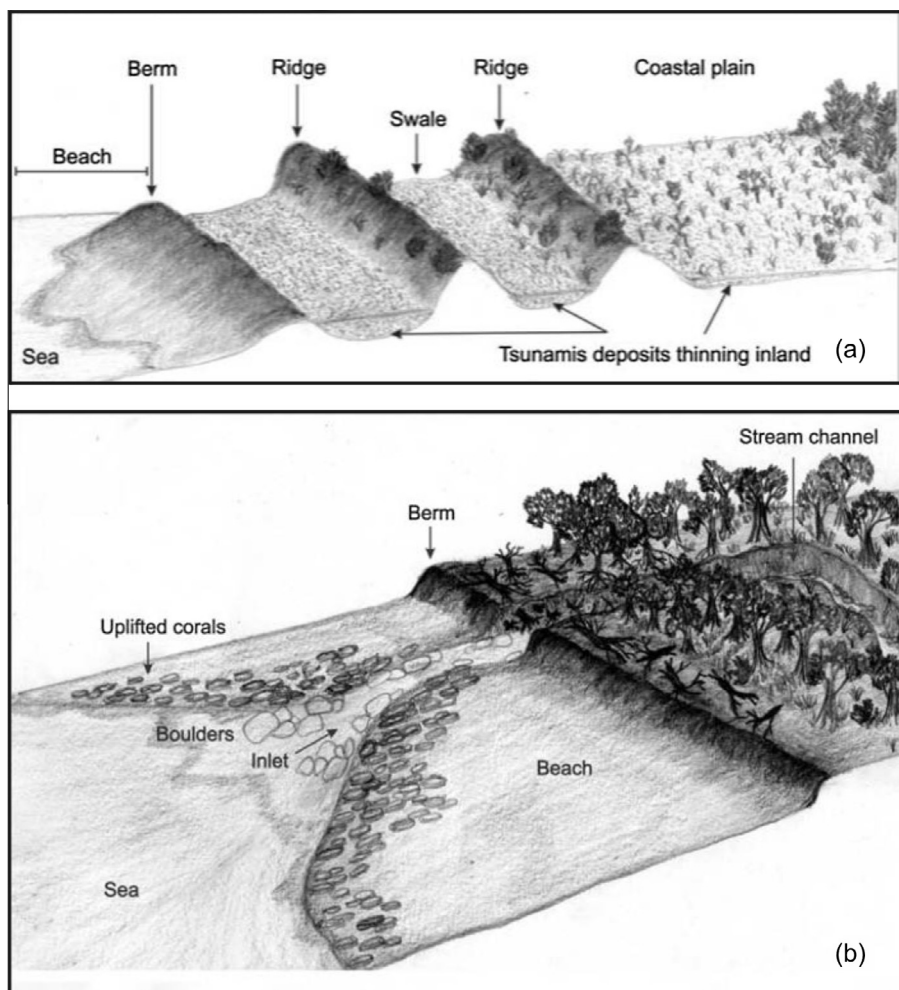 Berm
Ridge
Ridge
Coastal plain
Swale
Beach
Sea
Tsunamis deposits thinning inland
(a)
Stream channel
Berm
Uplifted corals
Boulders
Inlet
Beach
Sea
(b)